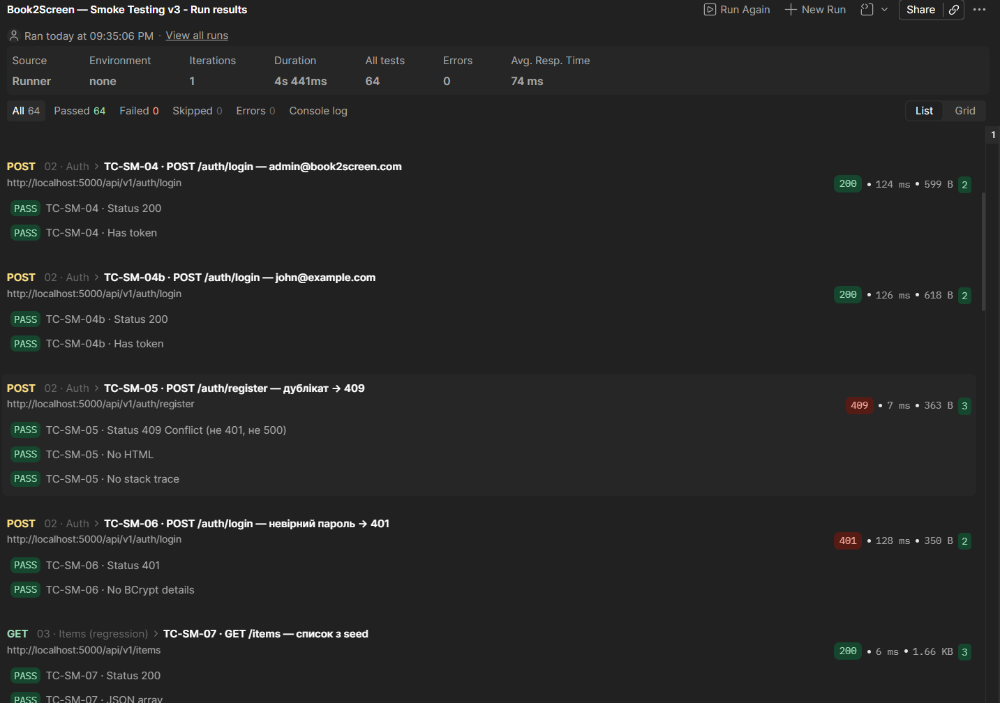 Book2Screen — Smoke Testing v3 - Run results
Run Again
New Run
Share
Ran today at 09:35:06 PM · View all runs
Source Environment Iterations Duration All tests Errors Avg. Resp. Time
Runner none 1 4s 441ms 64 0 74 ms
All 64 Passed 64 Failed 0 Skipped 0 Errors 0 Console log
List Grid
1
POST 02 · Auth > TC-SM-04 · POST /auth/login — admin@book2screen.com
http://localhost:5000/api/v1/auth/login
200 • 124 ms • 599 B 2
PASS TC-SM-04 · Status 200
PASS TC-SM-04 · Has token
POST 02 · Auth > TC-SM-04b · POST /auth/login — john@example.com
http://localhost:5000/api/v1/auth/login
200 • 126 ms • 618 B 2
PASS TC-SM-04b · Status 200
PASS TC-SM-04b · Has token
POST 02 · Auth > TC-SM-05 · POST /auth/register — дублікат → 409
http://localhost:5000/api/v1/auth/register
409 • 7 ms • 363 B 3
PASS TC-SM-05 · Status 409 Conflict (не 401, не 500)
PASS TC-SM-05 · No HTML
PASS TC-SM-05 · No stack trace
POST 02 · Auth > TC-SM-06 · POST /auth/login — невірний пароль → 401
http://localhost:5000/api/v1/auth/login
401 • 128 ms • 350 B 2
PASS TC-SM-06 · Status 401
PASS TC-SM-06 · No BCrypt details
GET 03 · Items (regression) > TC-SM-07 · GET /items — список з seed
http://localhost:5000/api/v1/items
200 • 6 ms • 1.66 KB 3
PASS TC-SM-07 · Status 200
PASS TC-SM-07 · JSON array